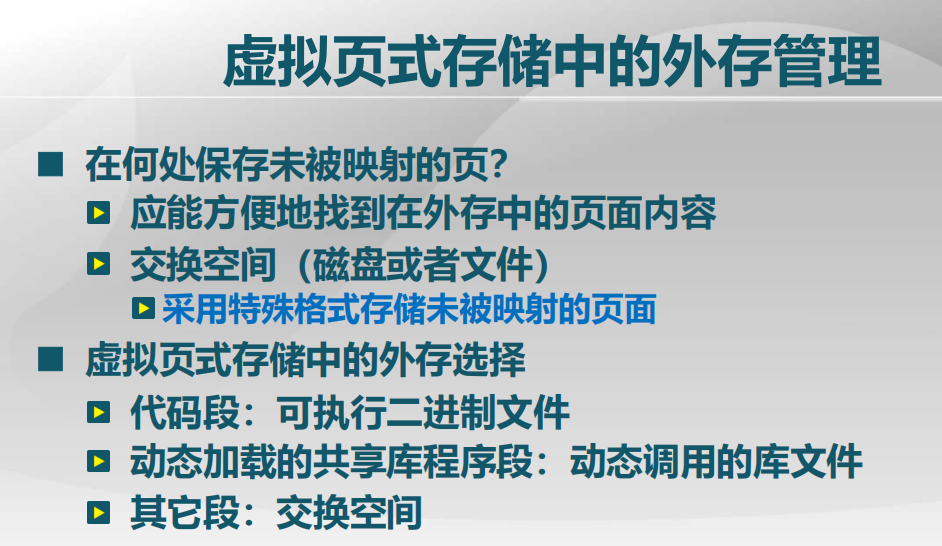 虚拟页式存储中的外存管理
在何处保存未被映射的页？
应能方便地找到在外存中的页面内容
交换空间（磁盘或者文件）
采用特殊格式存储未被映射的页面
虚拟页式存储中的外存选择
代码段：可执行二进制文件
动态加载的共享库程序段：动态调用的库文件
其它段：交换空间